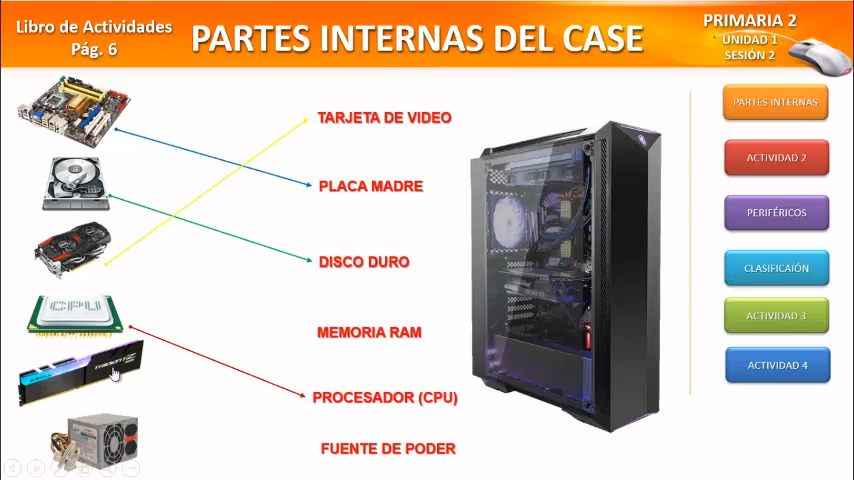 Libro de Actividades
Pág. 6
PARTES INTERNAS DEL CASE
PRIMARIA 2
UNIDAD 1
SESIÓN 2
TARJETA DE VIDEO
PLACA MADRE
DISCO DURO
MEMORIA RAM
PROCESADOR (CPU)
FUENTE DE PODER
CPU
PARTES INTERNAS
ACTIVIDAD 2
PERIFÉRICOS
CLASIFICAIÓN
ACTIVIDAD 3
ACTIVIDAD 4